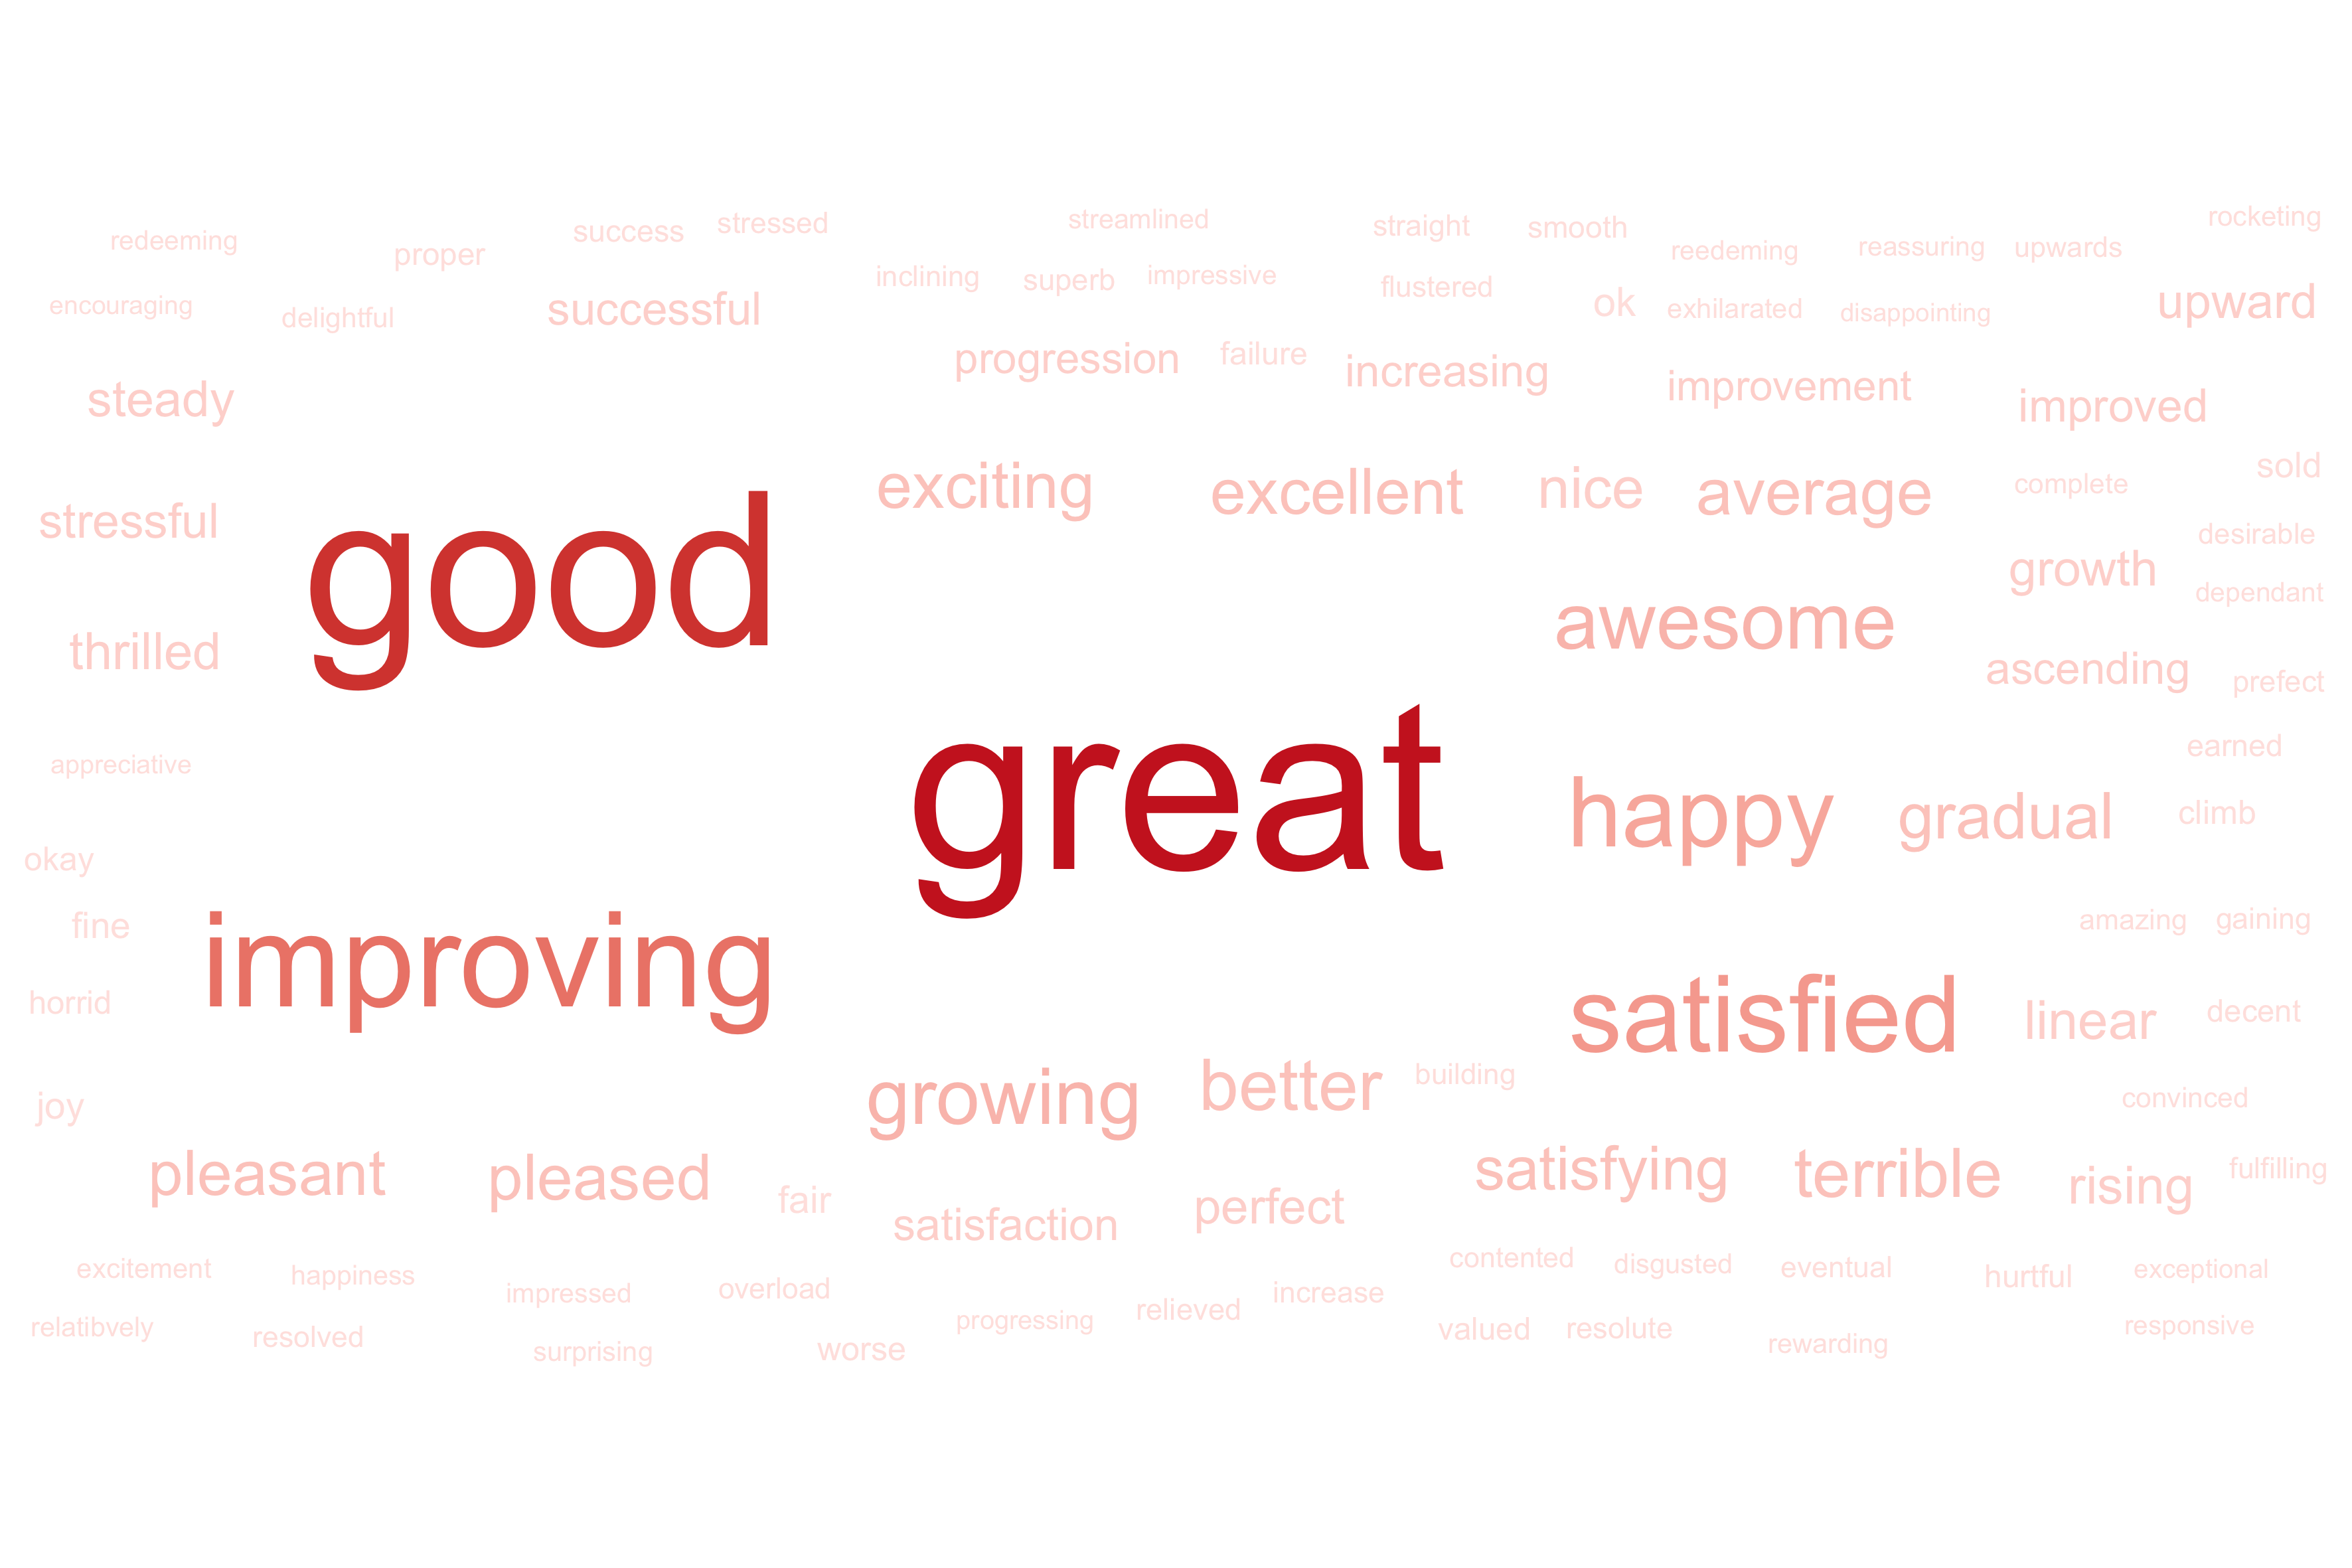 rocketing
streamlined
stressed
straight
smooth
success
redeeming
proper
reedeming
reassuring
upwards
inclining
superb
impressive
flustered
encouraging
delightful
successful
ok
exhilarated
disappointing
upward
progression
failure
increasing
improvement
steady
improved
sold
exciting
excellent
nice
average
complete
stressful
good
desirable
growth
dependant
awesome
thrilled
ascending
prefect
earned
appreciative
great
happy
gradual
climb
okay
fine
amazing
gaining
improving
horrid
satisfied
linear
decent
building
better
growing
convinced
joy
pleasant
pleased
satisfying
terrible
rising
fulfilling
fair
perfect
satisfaction
contented
disgusted
eventual
hurtful
exceptional
excitement
happiness
impressed
overload
increase
relieved
progressing
valued
resolute
rewarding
responsive
relatibvely
resolved
surprising
worse